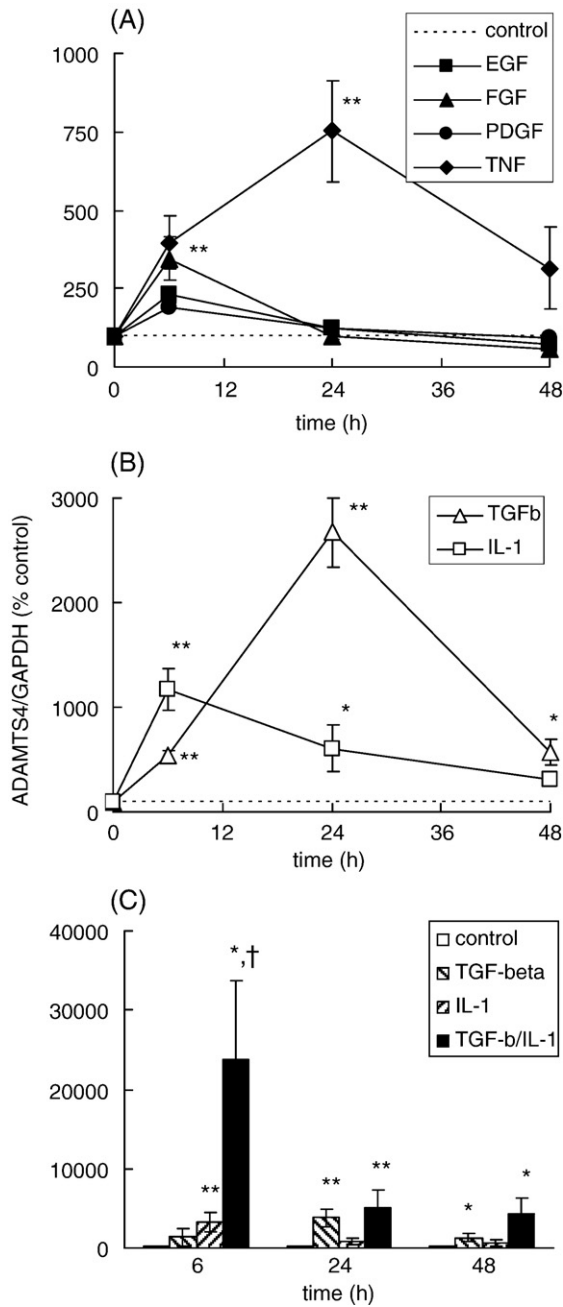 (A)
control
EGF
FGF
PDGF
TNF
1000
750
500
250
0
**
**
0 12 24 36 48
time (h)
(B)
ADAMTS4/GAPDH (% control)
TGFb
IL-1
3000
2000
1000
0
**
**
**
*
*
0 12 24 36 48
time (h)
(C)
control
TGF-beta
IL-1
TGF-b/IL-1
40000
30000
20000
10000
0
*,†
**
**
**
*
*
6 24 48
time (h)